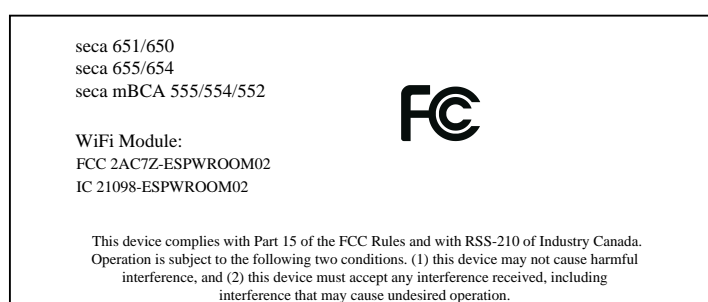 seca 651/650
seca 655/654
seca mBCA 555/554/552
FC
WiFi Module:
FCC 2AC7Z-ESPWROOM02
IC 21098-ESPWROOM02
This device complies with Part 15 of the FCC Rules and with RSS-210 of Industry Canada.
Operation is subject to the following two conditions. (1) this device may not cause harmful
interference, and (2) this device must accept any interference received, including
interference that may cause undesired operation.